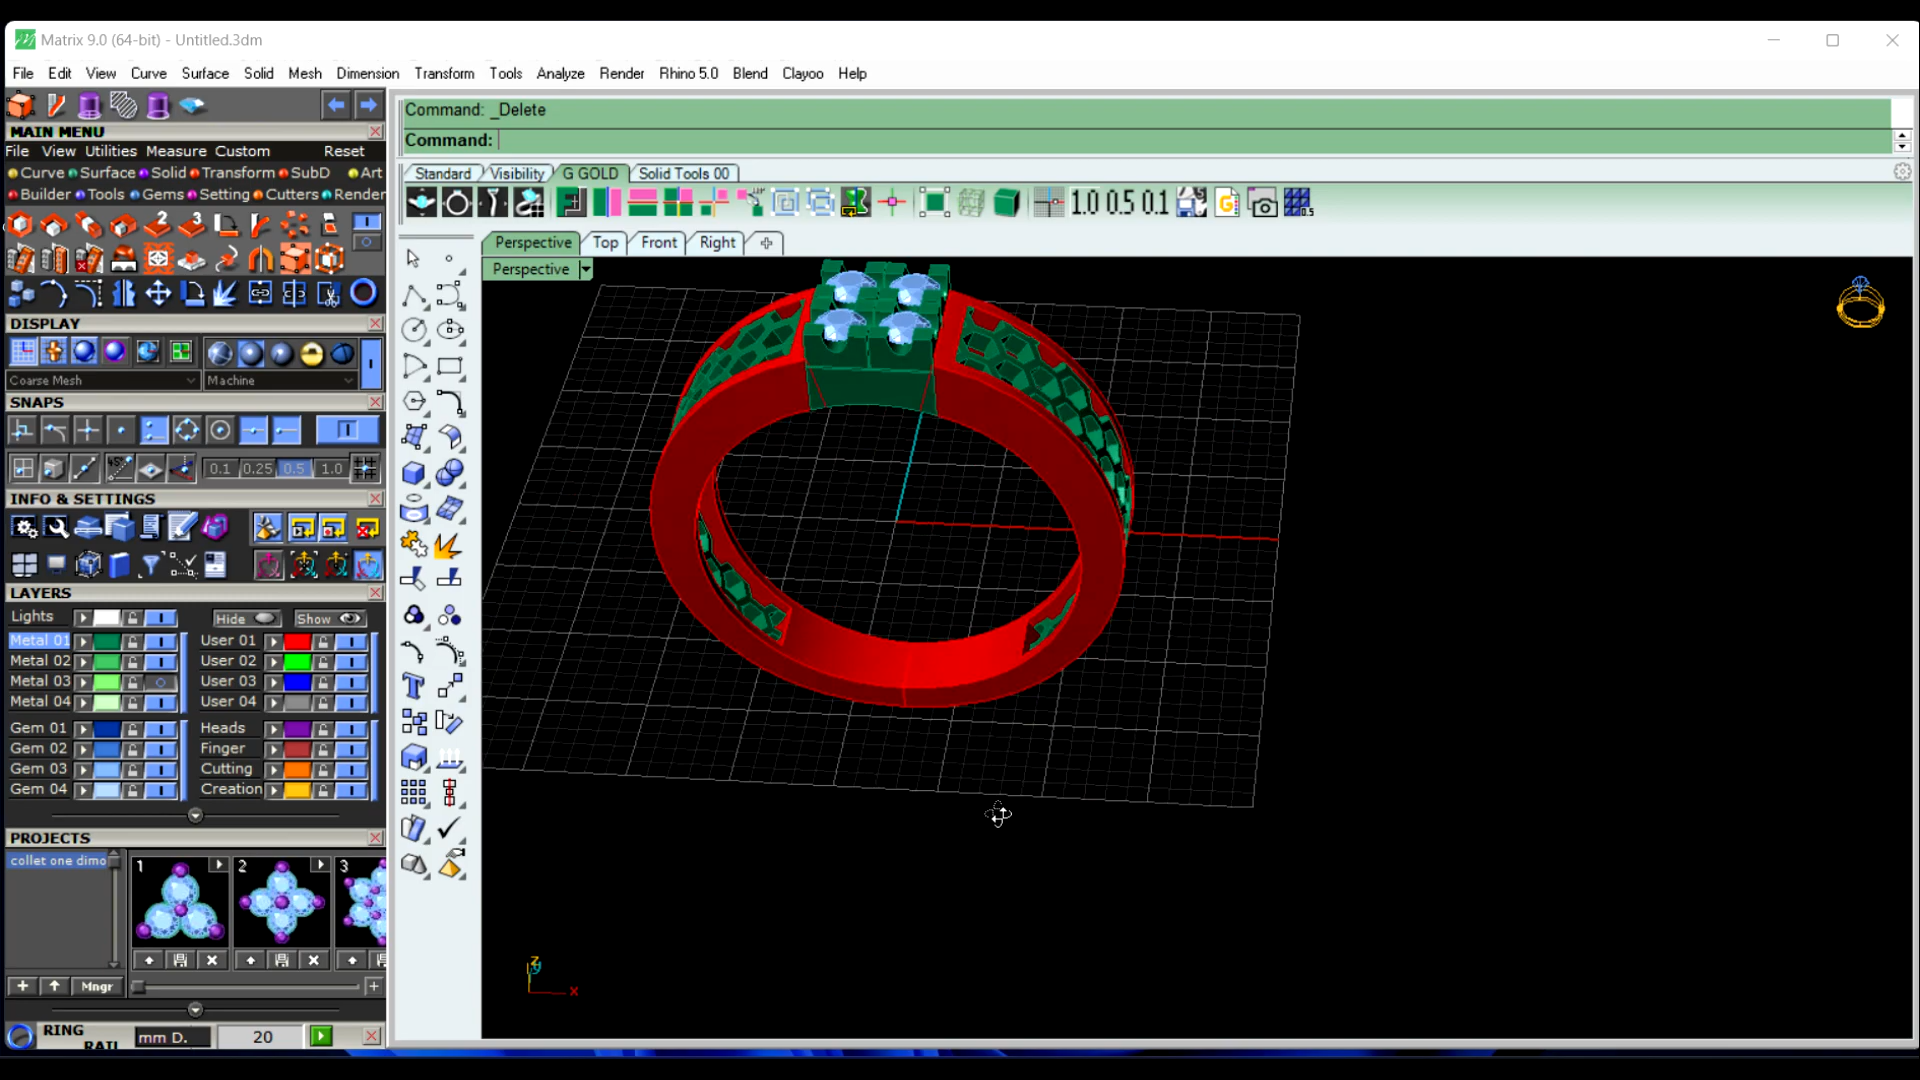 Matrix 9.0 (64-bit) - Untitled.3dm
File Edit View Curve Surface Solid Mesh Dimension Transform Tools Analyze Render Rhino 5.0 Blend Clayoo Help
MAIN MENU
File View Utilities Measure Custom Reset
Curve Surface Solid Transform SubD Art
Builder Tools Gems Setting Cutters Render
2 3
DISPLAY
Coarse Mesh Machine
SNAPS
45°
0.1 0.25 0.5 1.0
INFO & SETTINGS
LAYERS
Lights Hide Show
Metal 01 User 01
Metal 02 User 02
Metal 03 User 03
Metal 04 User 04
Gem 01 Heads
Gem 02 Finger
Gem 03 Cutting
Gem 04 Creation
PROJECTS
collet one dimo
1 2 3
Mngr
RING RAIL mm D. 20
Command: _Delete
Command:
Standard Visibility G GOLD Solid Tools 00
1.0 0.5 0.1
Perspective Top Front Right
Perspective
z
x